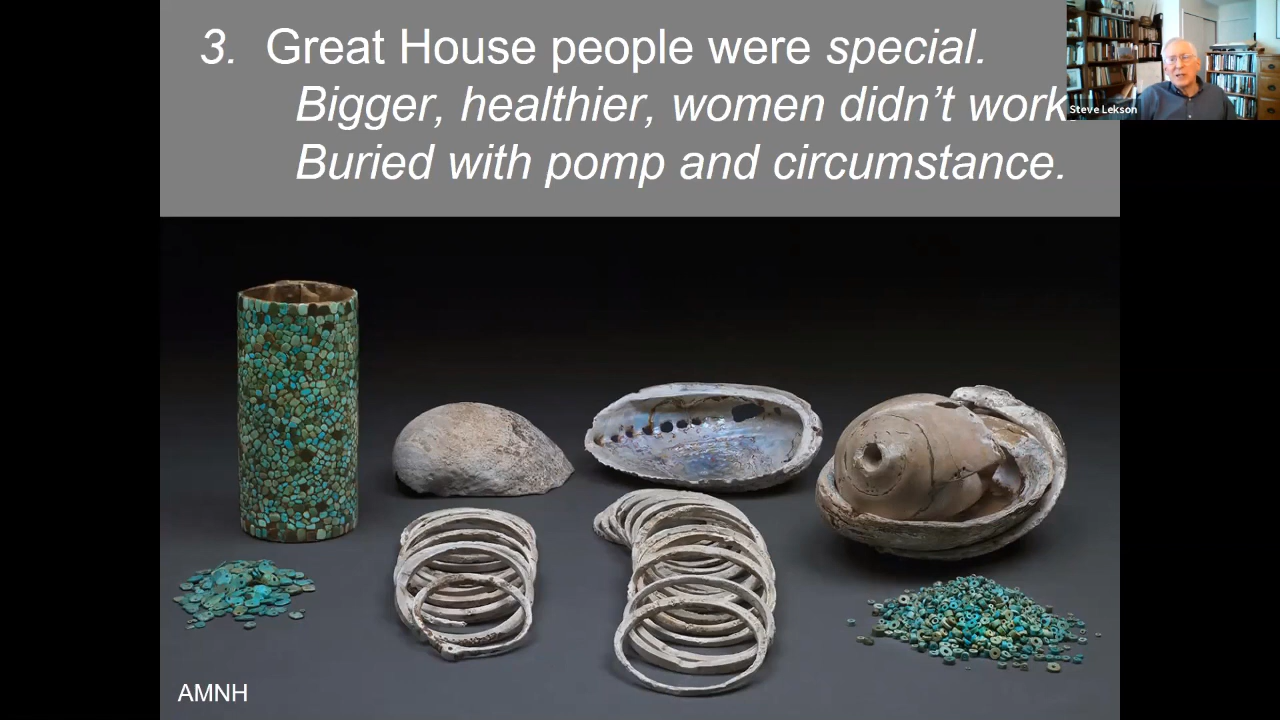 3. Great House people were special.
Bigger, healthier, women didn't work.
Buried with pomp and circumstance.
Steve Lekson
AMNH